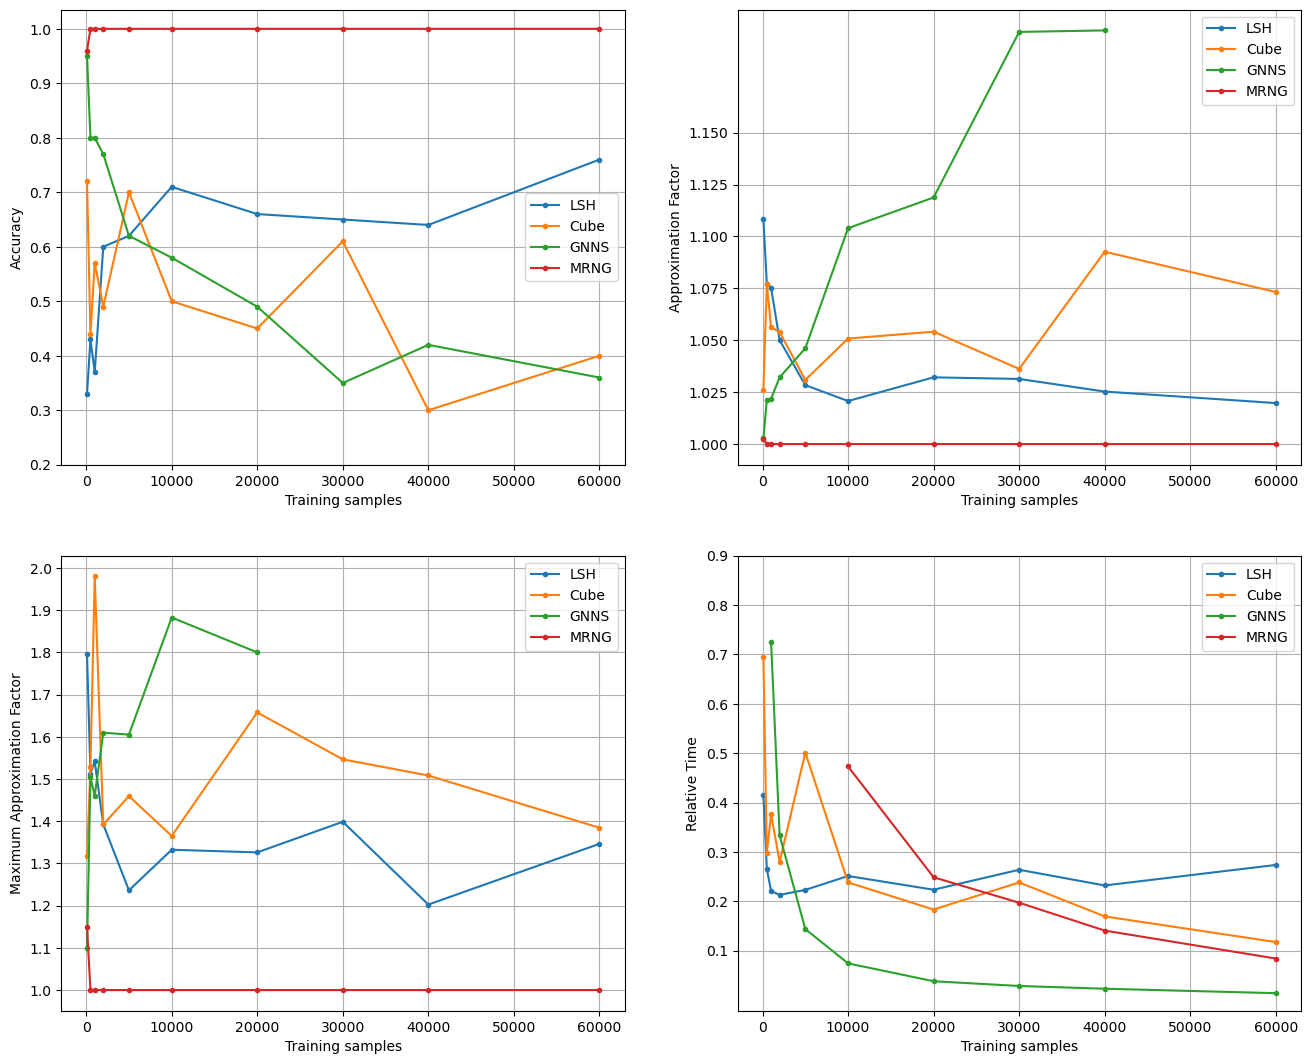 1.0
0.9
0.8
0.7
0.6
0.5
0.4
0.3
0.2
Accuracy
0
10000
20000
30000
40000
50000
60000
Training samples
LSH
Cube
GNNS
MRNG
1.150
1.125
1.100
1.075
1.050
1.025
1.000
Approximation Factor
0
10000
20000
30000
40000
50000
60000
Training samples
LSH
Cube
GNNS
MRNG
2.0
1.9
1.8
1.7
1.6
1.5
1.4
1.3
1.2
1.1
1.0
Maximum Approximation Factor
0
10000
20000
30000
40000
50000
60000
Training samples
LSH
Cube
GNNS
MRNG
0.9
0.8
0.7
0.6
0.5
0.4
0.3
0.2
0.1
Relative Time
0
10000
20000
30000
40000
50000
60000
Training samples
LSH
Cube
GNNS
MRNG